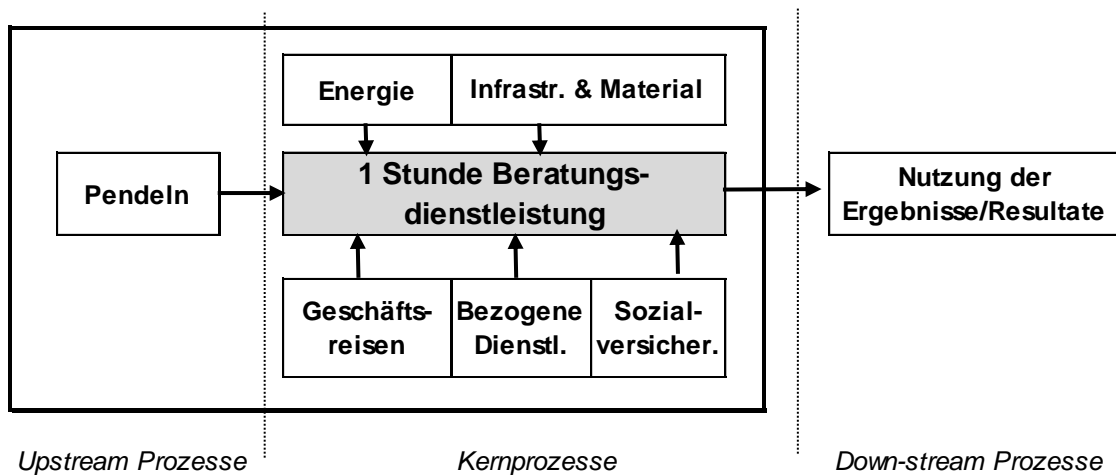 Energie
Infrastr. & Material
Pendeln
1 Stunde Beratungs-
dienstleistung
Nutzung der
Ergebnisse/Resultate
Geschäfts-
reisen
Bezogene
Dienstl.
Sozial-
versicher.
Upstream Prozesse
Kernprozesse
Down-stream Prozesse